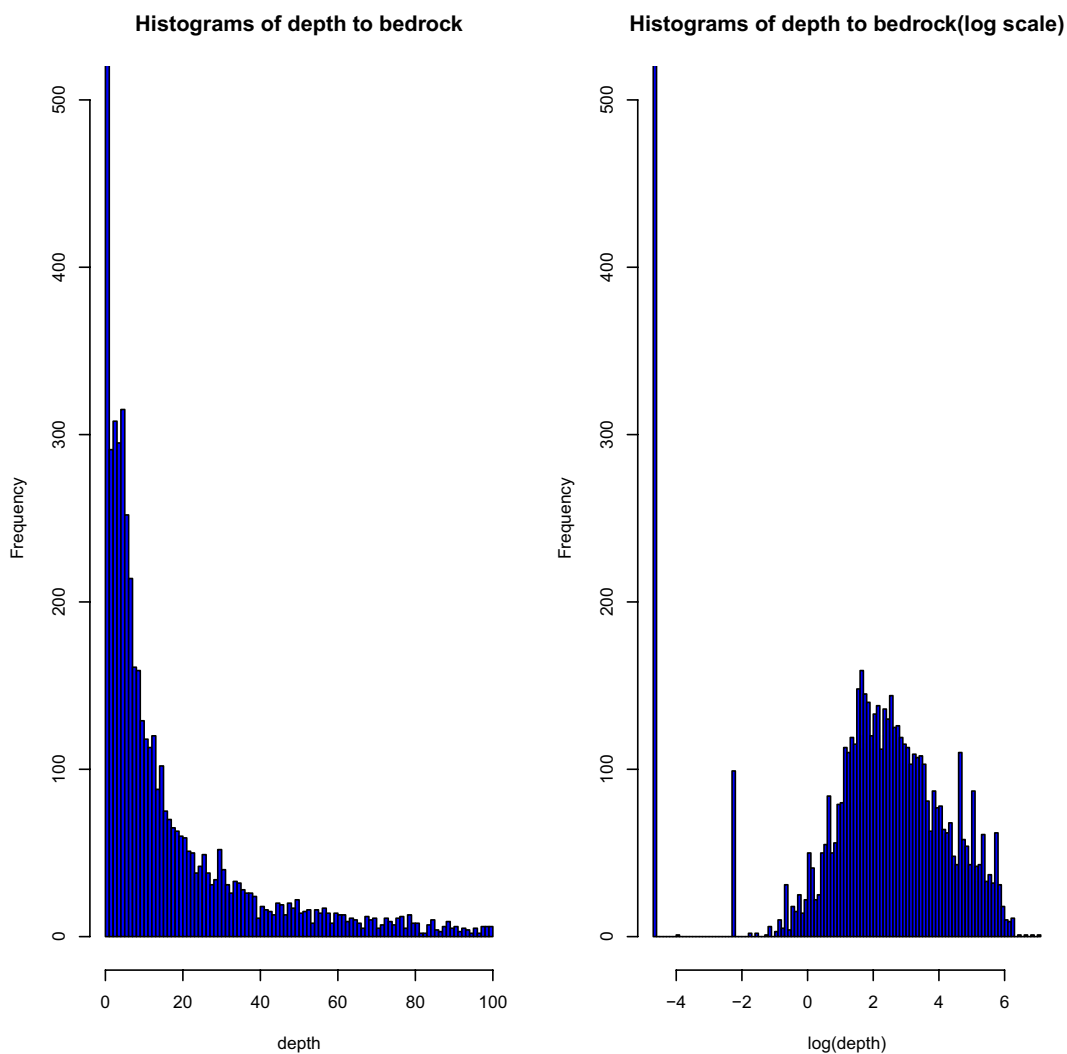 Histograms of depth to bedrock
Frequency
500
400
300
200
100
0
0 20 40 60 80 100
depth
Histograms of depth to bedrock(log scale)
Frequency
500
400
300
200
100
0
−4 −2 0 2 4 6
log(depth)